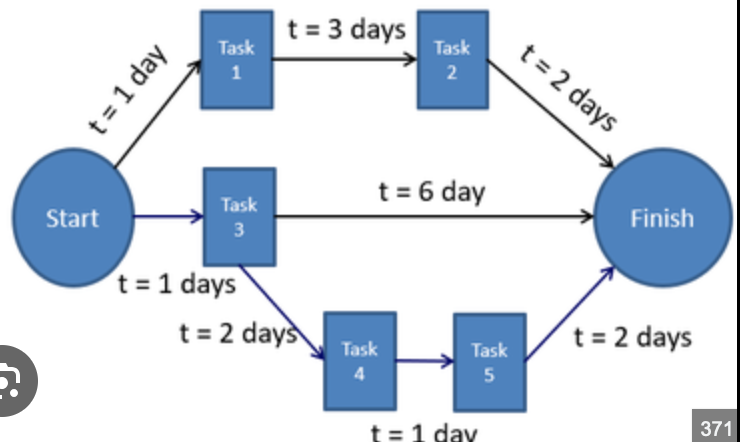 t = 1 day
Task
1
t = 3 days
Task
2
t = 2 days
Start
Task
3
t = 6 day
Finish
t = 1 days
t = 2 days
Task
4
Task
5
t = 2 days
t = 1 day
371